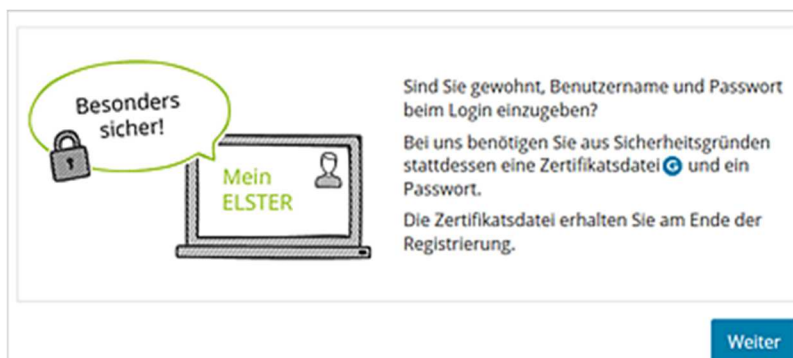 Besonders
sicher!
Mein
ELSTER
Sind Sie gewohnt, Benutzername und Passwort
beim Login einzugeben?
Bei uns benötigen Sie aus Sicherheitsgründen
stattdessen eine Zertifikatsdatei G und ein
Passwort.
Die Zertifikatsdatei erhalten Sie am Ende der
Registrierung.
Weiter